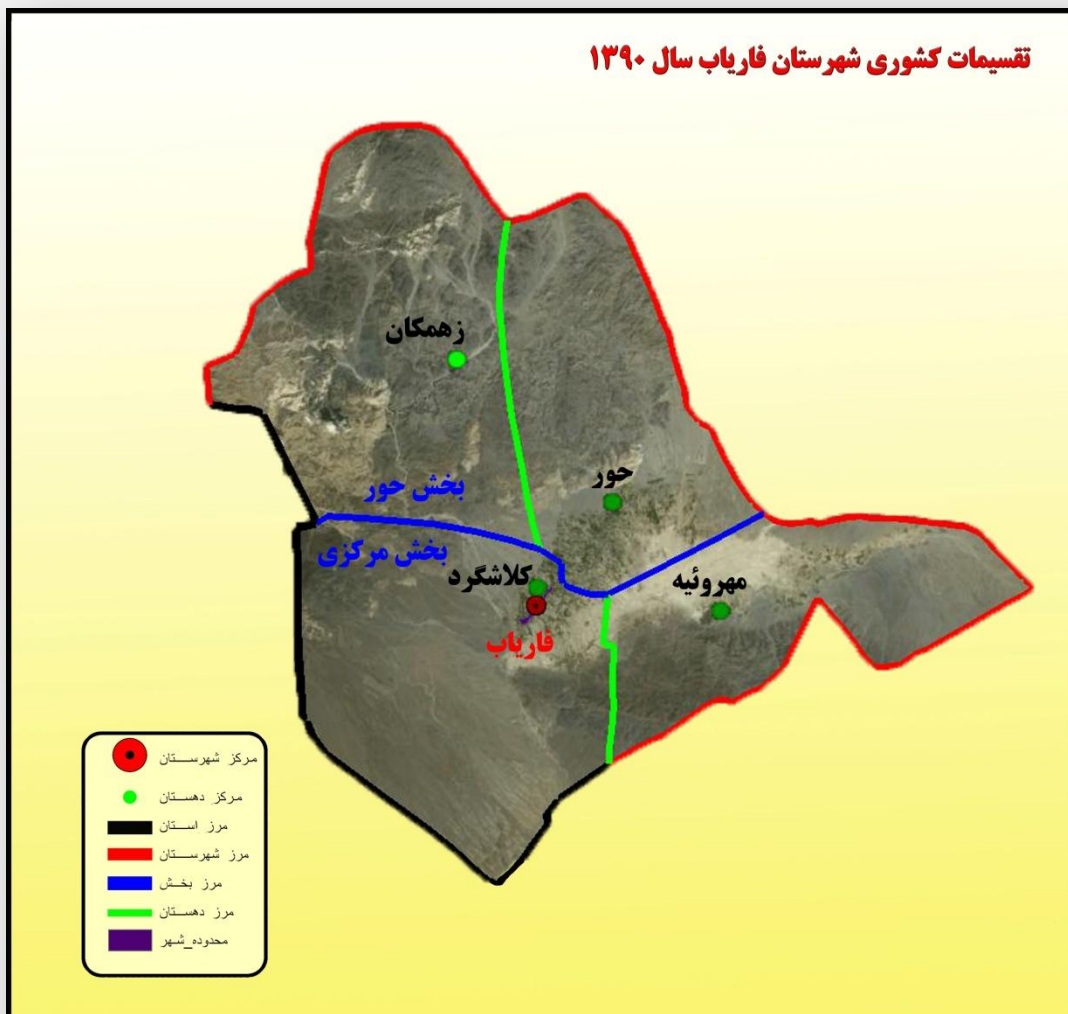 تقسیمات کشوری شهرستان فاریاب سال ۱۳۹۰
زهمکان
حور
بخش حور
بخش مرکزی
کلاشگرد
مهروئیه
فاریاب
مرکز شهرستان
مرکز دهستان
مرز استان
مرز شهرستان
مرز بخش
مرز دهستان
محدوده_شهر